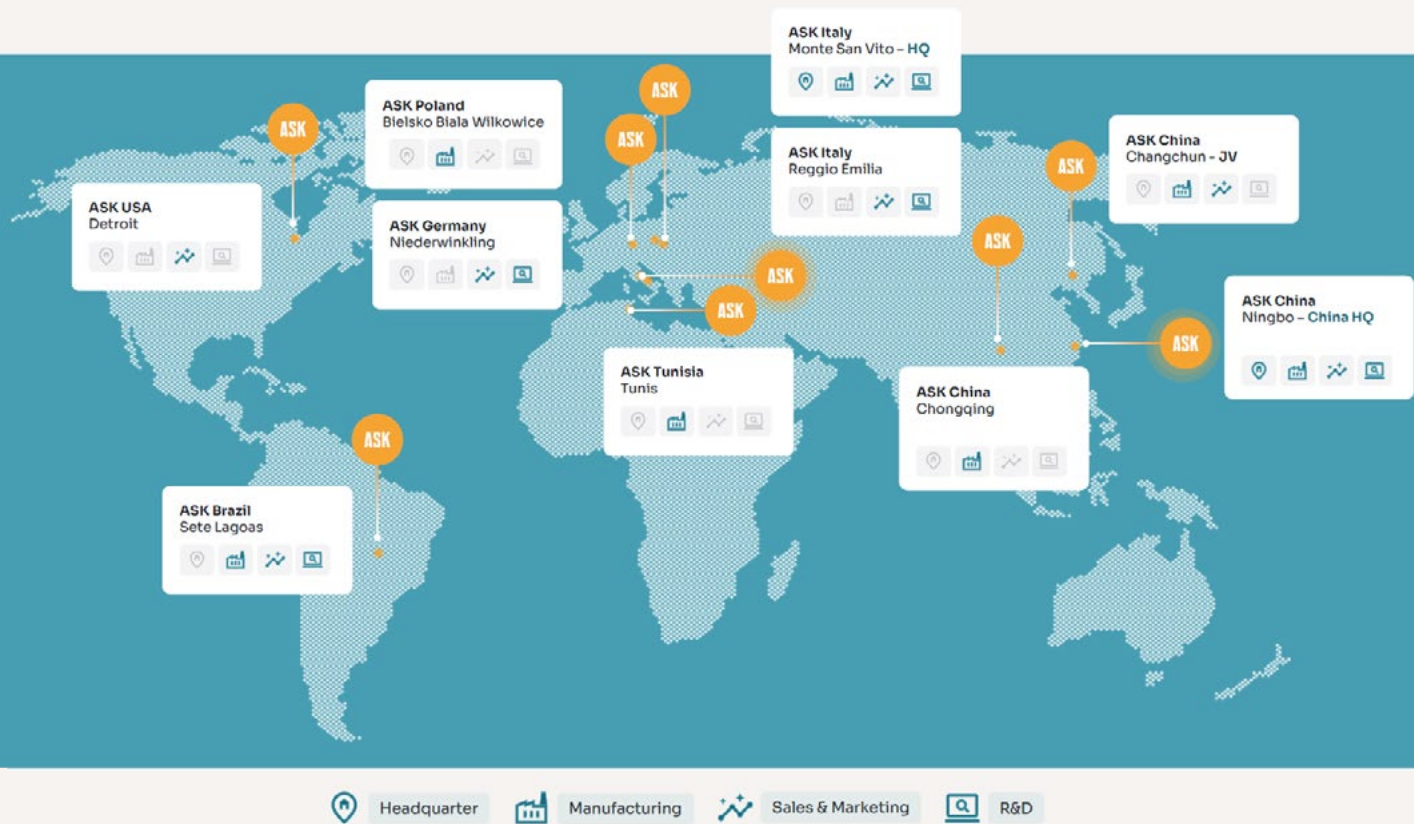 ASK Italy
Monte San Vito – HQ
ASK
ASK Poland
Bielsko Biala Wilkowice
ASK
ASK
ASK Italy
Reggio Emilia
ASK China
Changchun - JV
ASK
ASK USA
Detroit
ASK Germany
Niederwinkling
ASK
ASK
ASK
ASK China
Ningbo – China HQ
ASK
ASK Tunisia
Tunis
ASK China
Chongqing
ASK
ASK Brazil
Sete Lagoas
Headquarter
Manufacturing
Sales & Marketing
R&D